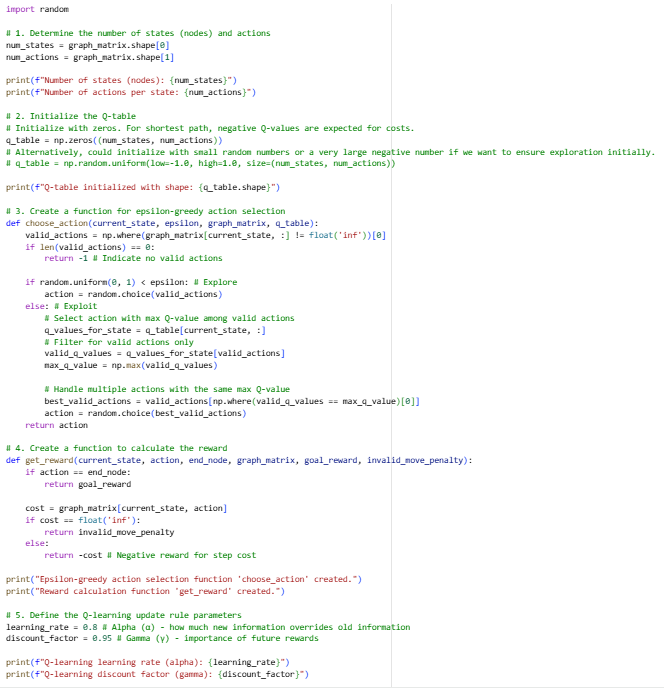 import random
# 1. Determine the number of states (nodes) and actions
num_states = graph_matrix.shape[0]
num_actions = graph_matrix.shape[1]
print(f"Number of states (nodes): {num_states}")
print(f"Number of actions per state: {num_actions}")
# 2. Initialize the Q-table
# Initialize with zeros. For shortest path, negative Q-values are expected for costs.
q_table = np.zeros((num_states, num_actions))
# Alternatively, could initialize with small random numbers or a very large negative number if we want to ensure exploration initially.
# q_table = np.random.uniform(low=-1.0, high=1.0, size=(num_states, num_actions))
print(f"Q-table initialized with shape: {q_table.shape}")
# 3. Create a function for epsilon-greedy action selection
def choose_action(current_state, epsilon, graph_matrix, q_table):
    valid_actions = np.where(graph_matrix[current_state, :] != float('inf'))[0]
    if len(valid_actions) == 0:
        return -1 # Indicate no valid actions
    if random.uniform(0, 1) < epsilon: # Explore
        action = random.choice(valid_actions)
    else: # Exploit
        # Select action with max Q-value among valid actions
        q_values_for_state = q_table[current_state, :]
        # Filter for valid actions only
        valid_q_values = q_values_for_state[valid_actions]
        max_q_value = np.max(valid_q_values)
        # Handle multiple actions with the same max Q-value
        best_valid_actions = valid_actions[np.where(valid_q_values == max_q_value)[0]]
        action = random.choice(best_valid_actions)
    return action
# 4. Create a function to calculate the reward
def get_reward(current_state, action, end_node, graph_matrix, goal_reward, invalid_move_penalty):
    if action == end_node:
        return goal_reward
    cost = graph_matrix[current_state, action]
    if cost == float('inf'):
        return invalid_move_penalty
    else:
        return -cost # Negative reward for step cost
print("Epsilon-greedy action selection function 'choose_action' created.")
print("Reward calculation function 'get_reward' created.")
# 5. Define the Q-learning update rule parameters
learning_rate = 0.8 # Alpha (α) - how much new information overrides old information
discount_factor = 0.95 # Gamma (γ) - importance of future rewards
print(f"Q-learning learning rate (alpha): {learning_rate}")
print(f"Q-learning discount factor (gamma): {discount_factor}")